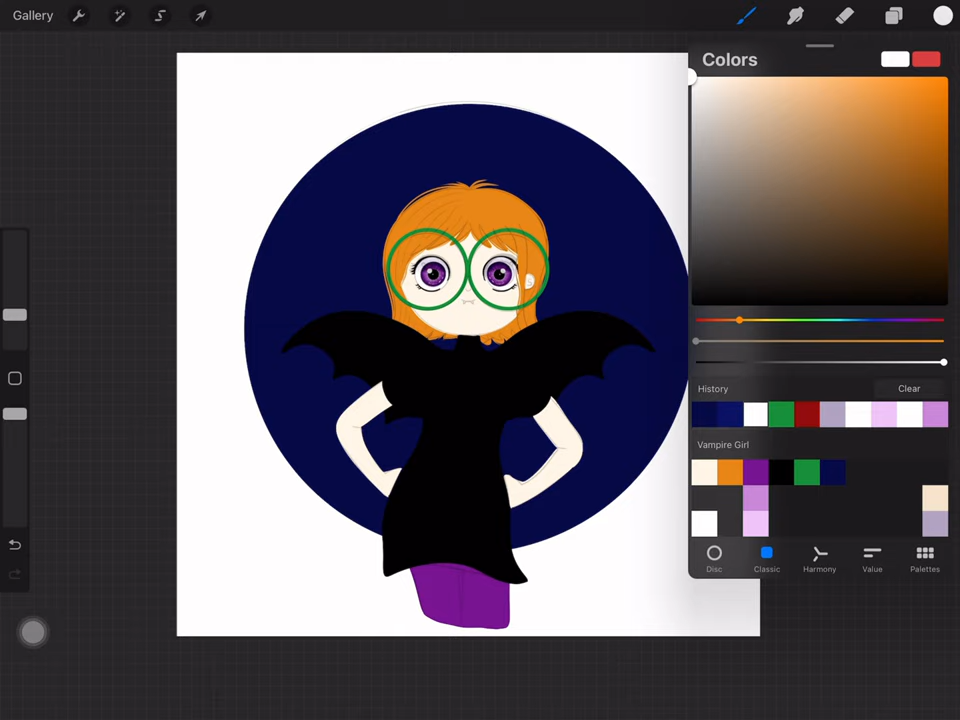 Gallery
Colors
History
Clear
Vampire Girl
Disc
Classic
Harmony
Value
Palettes